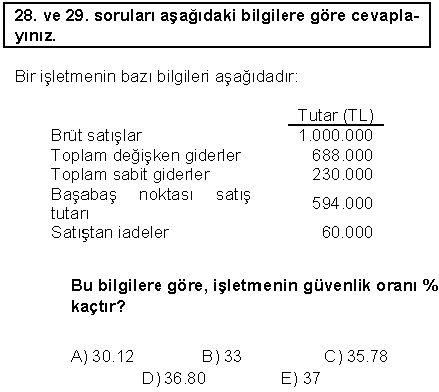 28. ve 29. soruları aşağıdaki bilgilere göre cevapla-
yınız.
Bir işletmenin bazı bilgileri aşağıdadır:
Tutar (TL)
Brüt satışlar 1.000.000
Toplam değişken giderler 688.000
Toplam sabit giderler 230.000
Başabaş noktası satış
tutarı 594.000
Satıştan iadeler 60.000
Bu bilgilere göre, işletmenin güvenlik oranı %
kaçtır?
A) 30.12 B) 33 C) 35.78
D) 36.80 E) 37